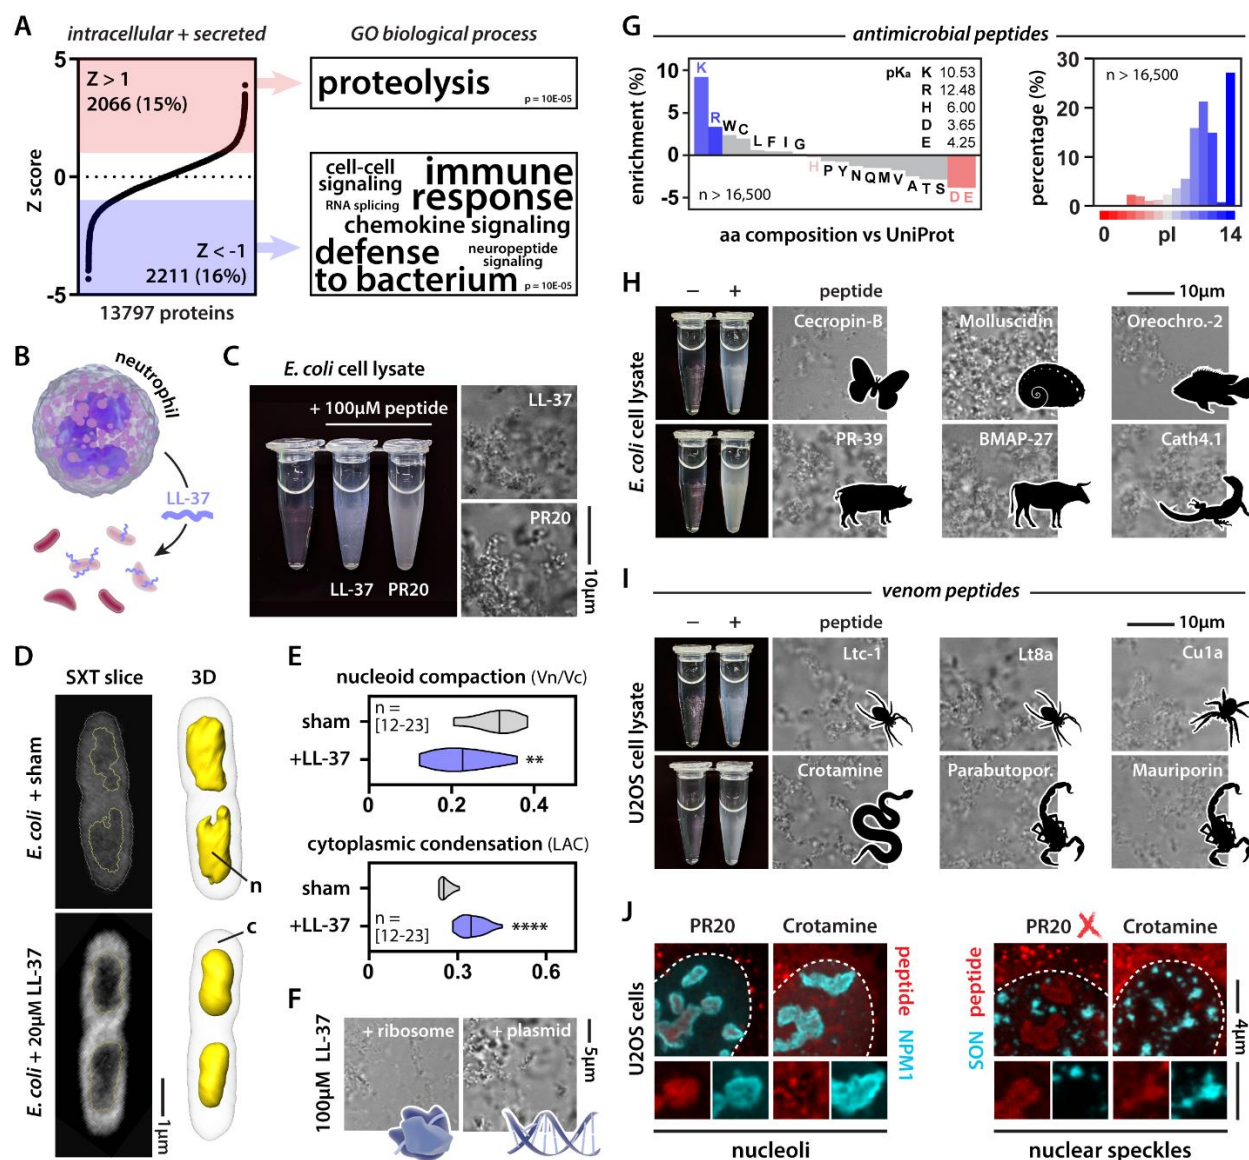 A
intracellular + secreted
GO biological process
5
0
-5
Z score
Z > 1
2066 (15%)
Z < -1
2211 (16%)
13797 proteins
proteolysis
p = 10E-05
cell-cell
signaling
immune
response
RNA splicing
chemokine signaling
defense
to bacterium
neuropeptide
signaling
p = 10E-05
B
neutrophil
LL-37
C
E. coli cell lysate
+ 100µM peptide
LL-37
PR20
LL-37
PR20
10µm
D
SXT slice
3D
E. coli + sham
n
E. coli + 20µM LL-37
c
1µm
E
nucleoid compaction (Vn/Vc)
sham
n =
[12-23]
+LL-37
**
0
0.2
0.4
cytoplasmic condensation (LAC)
sham
+LL-37
n =
[12-23]
****
0
0.3
0.6
F
100µM LL-37
+ ribosome
+ plasmid
5µm
G
antimicrobial peptides
enrichment (%)
10
5
0
-5
K R W C L F I G H P Y N Q M V A T S D E
pKa
K 10.53
R 12.48
H 6.00
D 3.65
E 4.25
n > 16,500
aa composition vs UniProt
percentage (%)
30
20
10
0
n > 16,500
0
pI
14
H
– +
peptide
10µm
E. coli cell lysate
Cecropin-B
Molluscidin
Oreochro.-2
PR-39
BMAP-27
Cath4.1
I
venom peptides
– +
peptide
10µm
U2OS cell lysate
Ltc-1
Lt8a
Cu1a
Crotamine
Parabutopor.
Mauriporin
J
PR20
Crotamine
U2OS cells
peptide
NPM1
nucleoli
PR20 X
Crotamine
peptide
SON
4µm
nuclear speckles